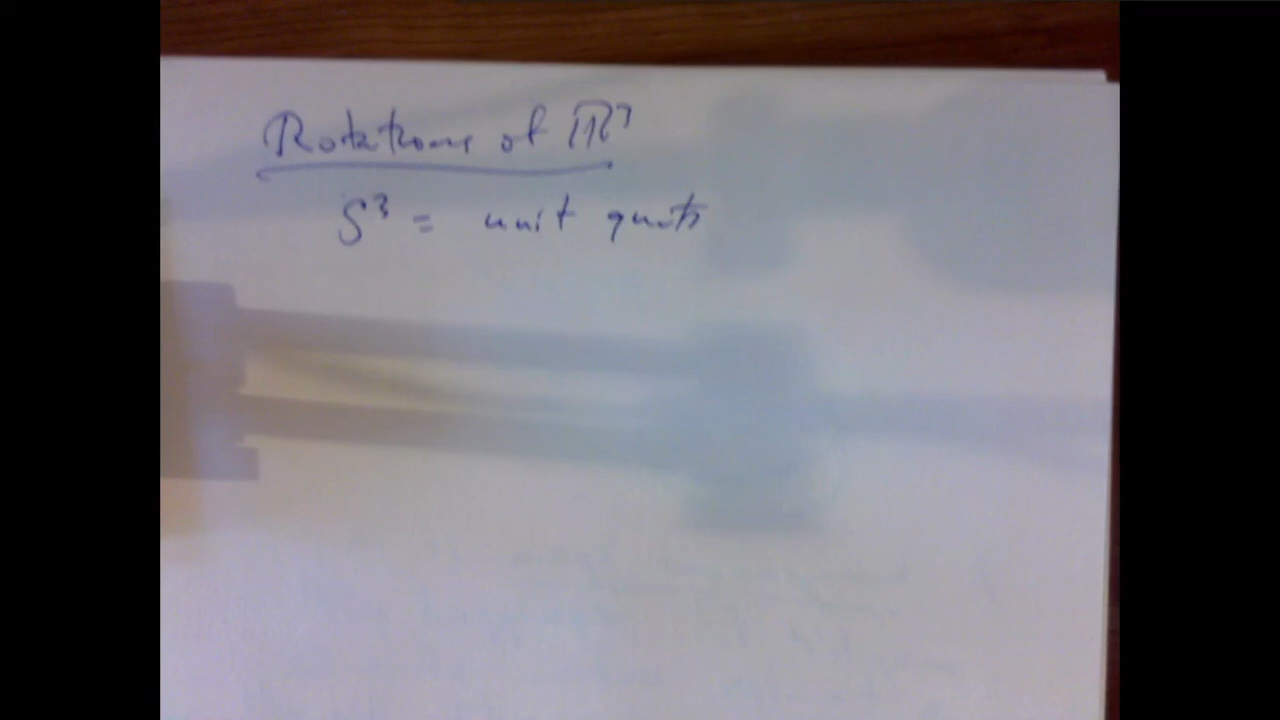 Rotations of ℝ³
S³ = unit quats